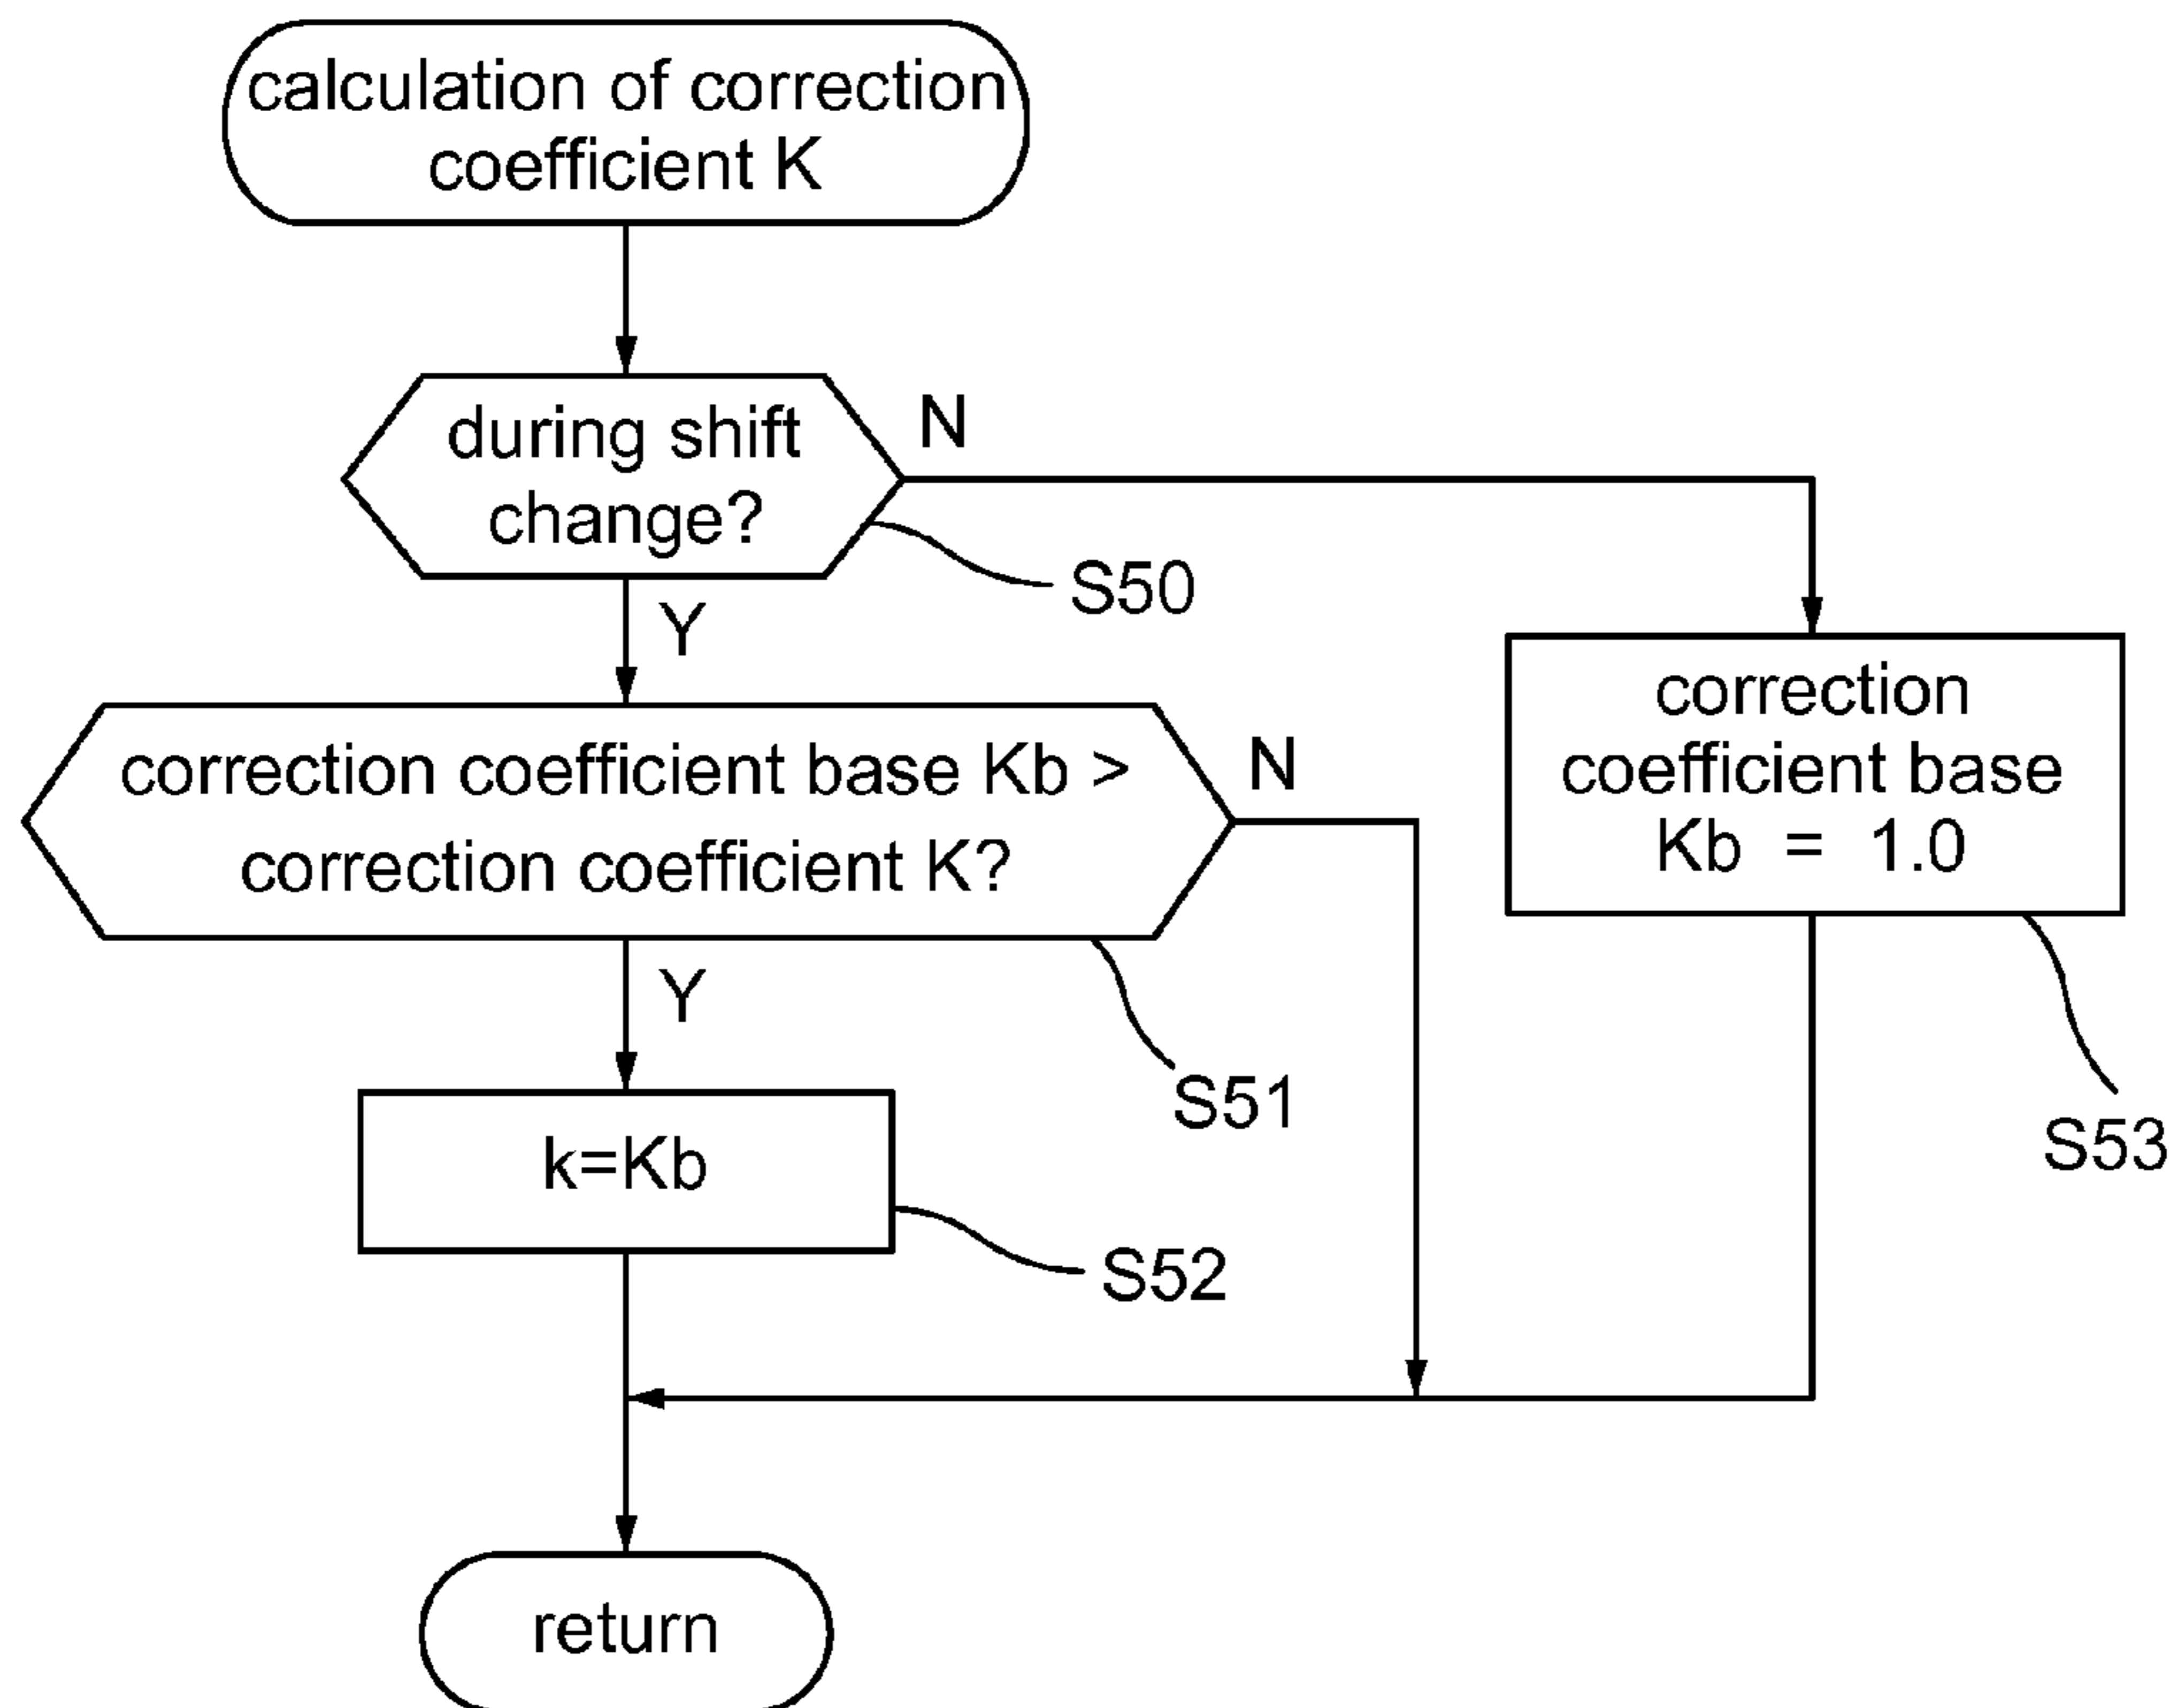 calculation of correction
coefficient K
during shift
change?
N
S50
Y
correction coefficient base Kb >
correction coefficient K?
N
correction
coefficient base
Kb = 1.0
Y
S51
S53
k=Kb
S52
return